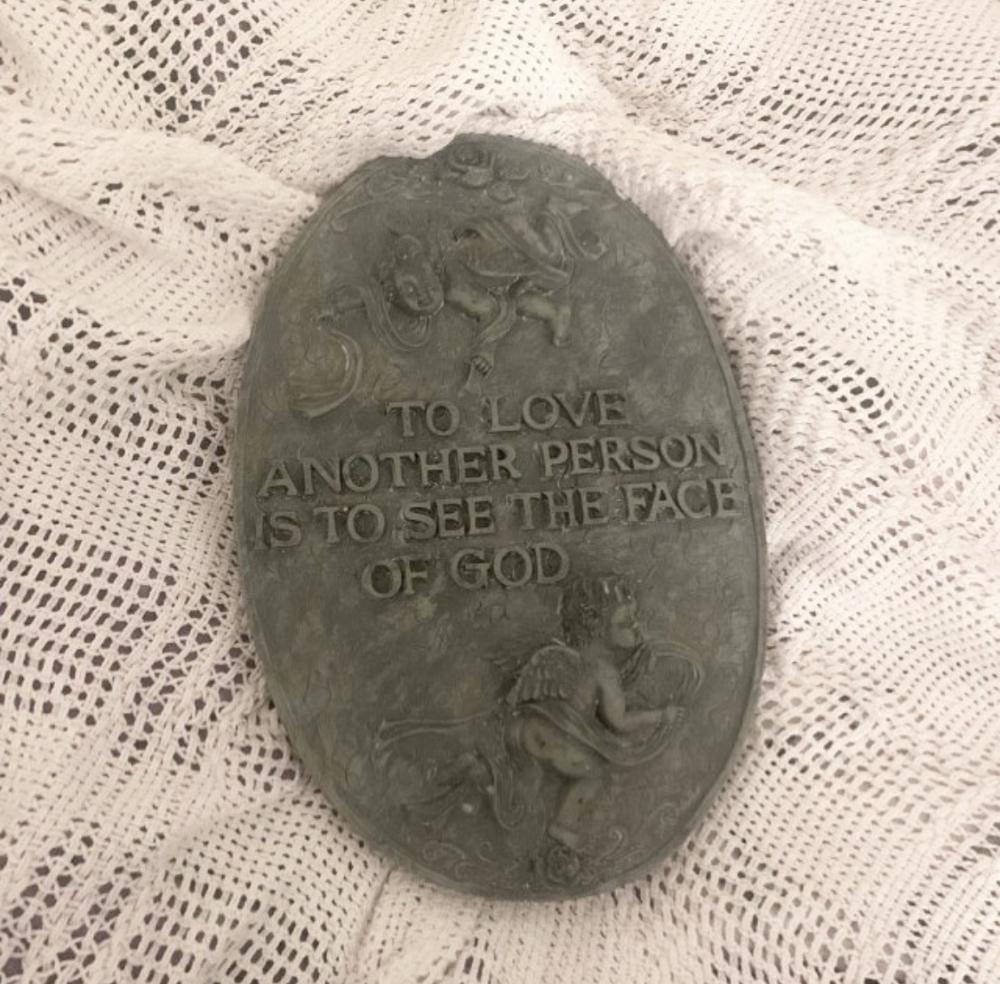 TO LOVE
ANOTHER PERSON
IS TO SEE THE FACE
OF GOD